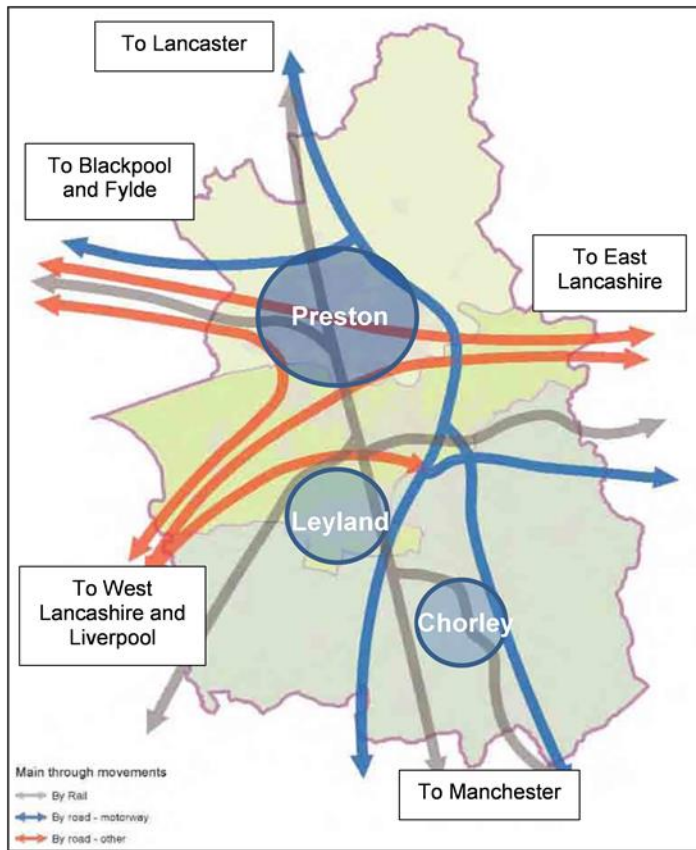 To Lancaster
To Blackpool
and Fylde
To East
Lancashire
Preston
Leyland
To West
Lancashire and
Liverpool
Chorley
To Manchester
Main through movements
By Rail
By road - motorway
By road - other